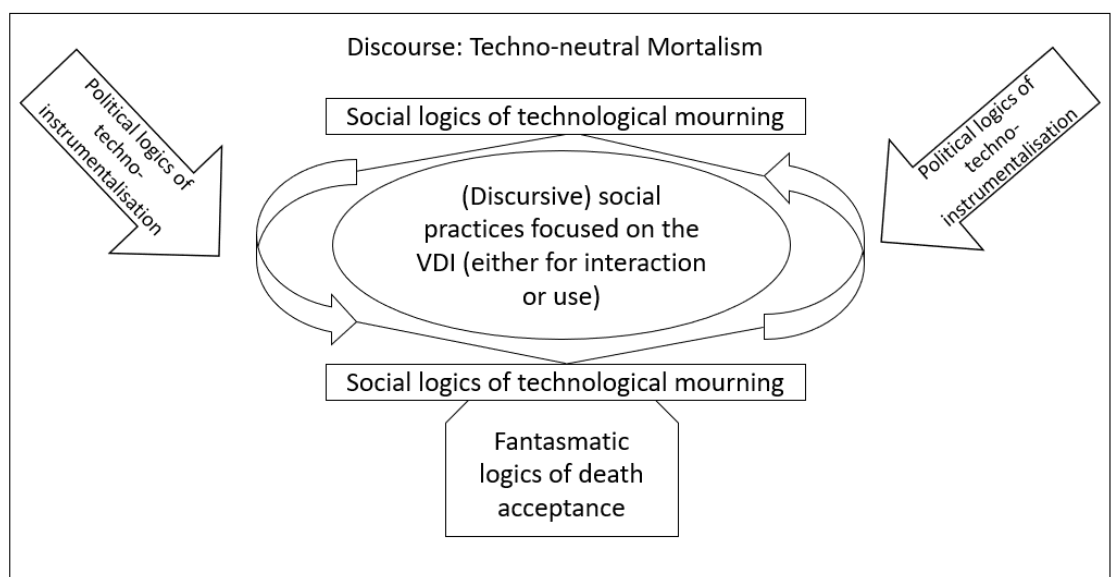 Discourse: Techno-neutral Mortalism
Political logics of
techno-
instrumentalisation
Political logics of
techno-
instrumentalisation
Social logics of technological mourning
(Discursive) social
practices focused on the
VDI (either for interaction
or use)
Social logics of technological mourning
Fantasmatic
logics of death
acceptance